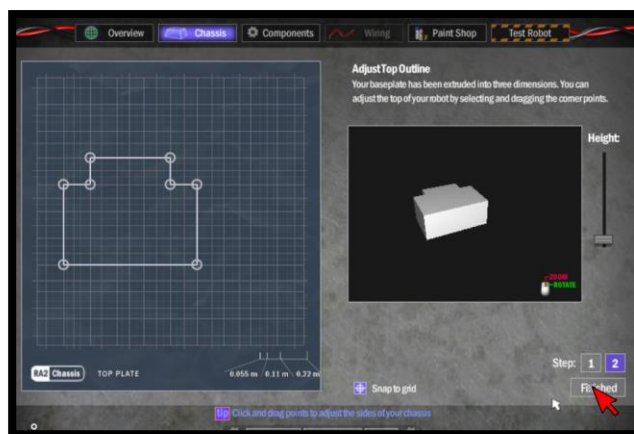 Overview
Chassis
Components
Wiring
Paint Shop
Test Robot
Adjust Top Outline
Your baseplate has been extruded into three dimensions. You can
adjust the top of your robot by selecting and dragging the corner points.
Height:
-ZOOM
-ROTATE
RA2 Chassis TOP PLATE
0.055 m 0.11 m 0.22 m
Step: 1 2
Snap to grid
Finished
tip Click and drag points to adjust the sides of your chassis